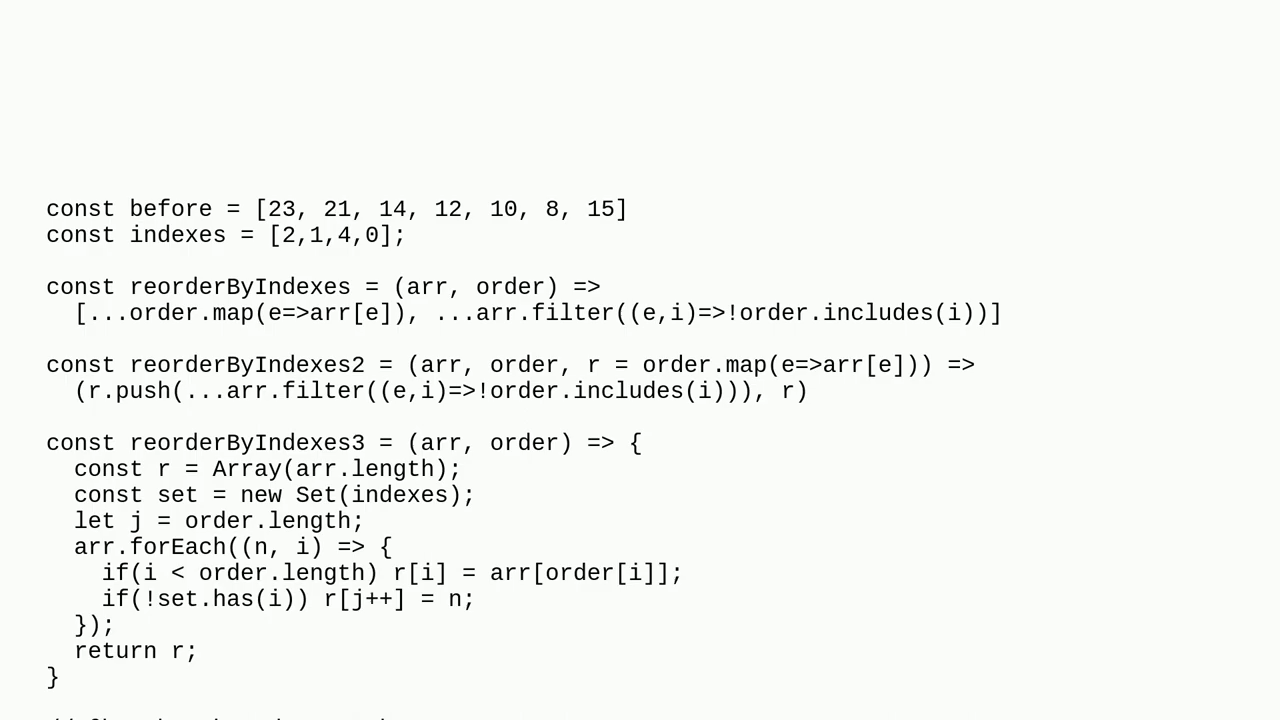 const before = [23, 21, 14, 12, 10, 8, 15]
const indexes = [2,1,4,0];
const reorderByIndexes = (arr, order) =>
  [...order.map(e=>arr[e]), ...arr.filter((e,i)=>!order.includes(i))]
const reorderByIndexes2 = (arr, order, r = order.map(e=>arr[e])) =>
  (r.push(...arr.filter((e,i)=>!order.includes(i))), r)
const reorderByIndexes3 = (arr, order) => {
  const r = Array(arr.length);
  const set = new Set(indexes);
  let j = order.length;
  arr.forEach((n, i) => {
    if(i < order.length) r[i] = arr[order[i]];
    if(!set.has(i)) r[j++] = n;
  });
  return r;
}